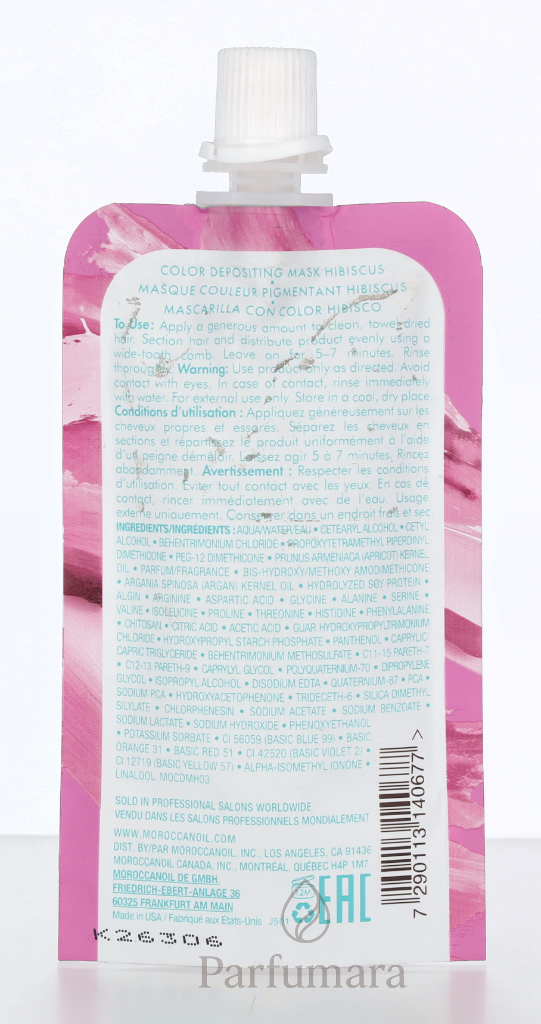 COLOR DEPOSITING MASK HIBISCUS
•
MASQUE COULEUR PIGMENTANT HIBISCUS
•
MASCARILLA CON COLOR HIBISCO
To Use: Apply a generous amount to clean, towel-dried
hair. Section hair and distribute product evenly using a
wide-tooth comb. Leave on for 5–7 minutes. Rinse
thoroughly. Warning: Use product only as directed. Avoid
contact with eyes. In case of contact, rinse immediately
with water. For external use only. Store in a cool, dry place.
Conditions d'utilisation : Appliquez généreusement sur les
cheveux propres et essorés. Séparez les cheveux en
sections et répartissez le produit uniformément à l'aide
d'un peigne démêloir. Laissez agir 5 à 7 minutes. Rincez
abondamment. Avertissement : Respecter les conditions
d'utilisation. Éviter tout contact avec les yeux. En cas de
contact, rincer immédiatement avec de l'eau. Usage
externe uniquement. Conserver dans un endroit frais et sec
INGREDIENTS/INGRÉDIENTS : AQUA/WATER/EAU • CETEARYL ALCOHOL • CETYL
ALCOHOL • BEHENTRIMONIUM CHLORIDE • PROPOXYTETRAMETHYL PIPERIDINYL
DIMETHICONE • PEG-12 DIMETHICONE • PRUNUS ARMENIACA (APRICOT) KERNEL
OIL • PARFUM/FRAGRANCE • BIS-HYDROXY/METHOXY AMODIMETHICONE
• ARGANIA SPINOSA (ARGAN) KERNEL OIL • HYDROLYZED SOY PROTEIN •
ALGIN • ARGININE • ASPARTIC ACID • GLYCINE • ALANINE • SERINE •
VALINE • ISOLEUCINE • PROLINE • THREONINE • HISTIDINE • PHENYLALANINE
• CHITOSAN • CITRIC ACID • ACETIC ACID • GUAR HYDROXYPROPYLTRIMONIUM
CHLORIDE • HYDROXYPROPYL STARCH PHOSPHATE • PANTHENOL • CAPRYLIC
CAPRIC TRIGLYCERIDE • BEHENTRIMONIUM METHOSULFATE • C11-15 PARETH-7
• C12-13 PARETH-9 • CAPRYLYL GLYCOL • POLYQUATERNIUM-70 • DIPROPYLENE
GLYCOL • ISOPROPYL ALCOHOL • DISODIUM EDTA • QUATERNIUM-87 • PCA •
SODIUM PCA • HYDROXYACETOPHENONE • TRIDECETH-6 • SILICA DIMETHYL
SILYLATE • CHLORPHENESIN • SODIUM ACETATE • SODIUM BENZOATE •
SODIUM LACTATE • SODIUM HYDROXIDE • PHENOXYETHANOL
• POTASSIUM SORBATE • CI 56059 (BASIC BLUE 99) • BASIC
ORANGE 31 • BASIC RED 51 • CI 42520 (BASIC VIOLET 2) •
CI 12719 (BASIC YELLOW 57) • ALPHA-ISOMETHYL IONONE •
LINALOOL. MOCDMH03
SOLD IN PROFESSIONAL SALONS WORLDWIDE
VENDU DANS LES SALONS PROFESSIONNELS MONDIALEMENT
WWW.MOROCCANOIL.COM
DIST. BY/PAR MOROCCANOIL, INC., LOS ANGELES, CA 91436
MOROCCANOIL CANADA, INC., MONTRÉAL, QUÉBEC H4P 1M7
MOROCCANOIL DE GMBH.
FRIEDRICH-EBERT-ANLAGE 36
60325 FRANKFURT AM MAIN
Made in USA / Fabriqué aux États-Unis
12M
EAC
7 290113 140677 >
K26306
Parfumara